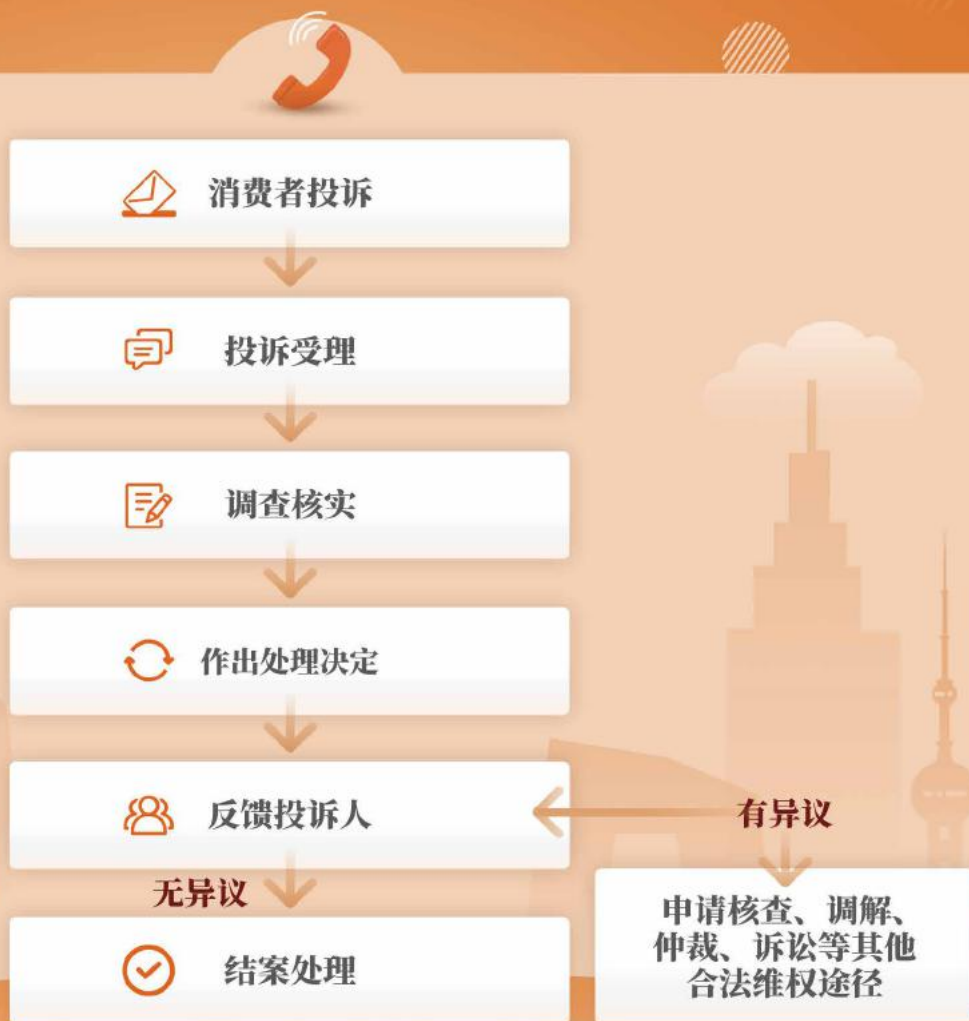 消费者投诉
投诉受理
调查核实
作出处理决定
反馈投诉人
有异议
无异议
申请核查、调解、
仲裁、诉讼等其他
合法维权途径
结案处理